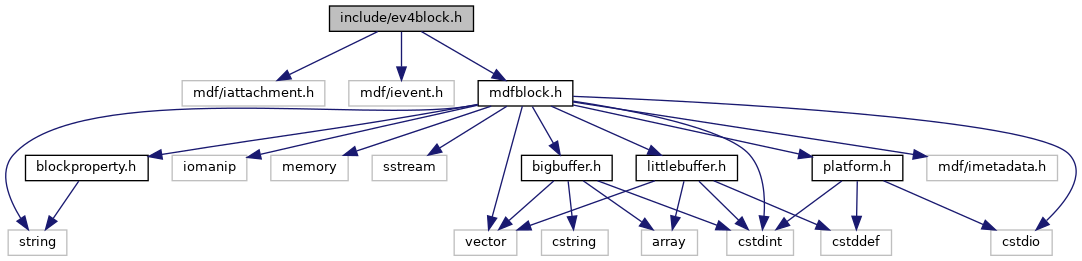 include/ev4block.h
mdf/iattachment.h
mdf/ievent.h
mdfblock.h
blockproperty.h
iomanip
memory
sstream
bigbuffer.h
littlebuffer.h
platform.h
mdf/imetadata.h
string
vector
cstring
array
cstdint
cstddef
cstdio